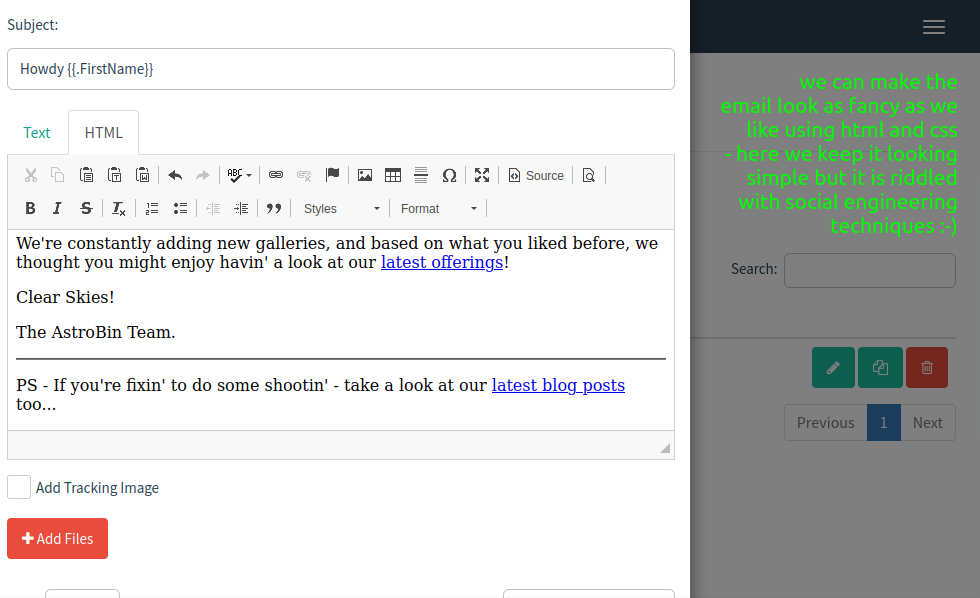 Subject:
Howdy {{.FirstName}}
Text HTML
ABC Source
B I S Ix Styles Format
We're constantly adding new galleries, and based on what you liked before, we
thought you might enjoy havin' a look at our latest offerings!
Clear Skies!
The AstroBin Team.
PS - If you're fixin' to do some shootin' - take a look at our latest blog posts
too...
Add Tracking Image
Add Files
we can make the
email look as fancy as we
like using html and css
- here we keep it looking
simple but it is riddled
with social engineering
techniques :-)
Search:
Previous 1 Next